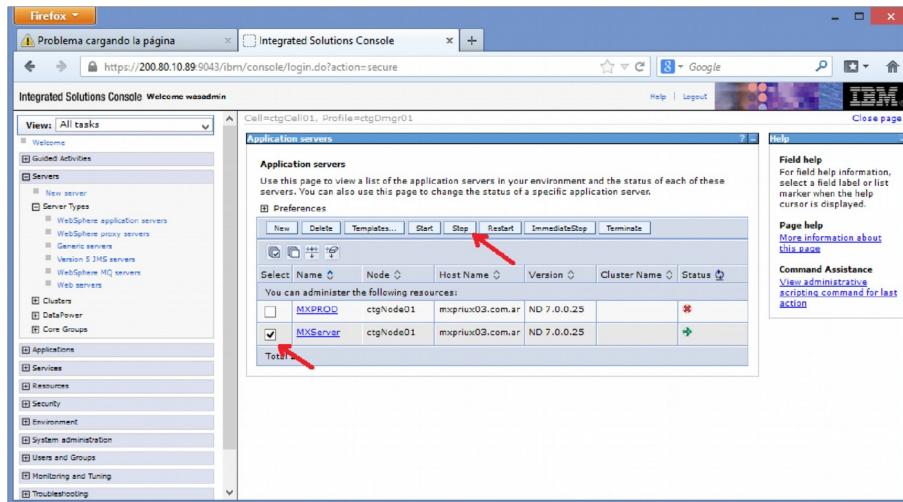 Firefox
Problema cargando la página
Integrated Solutions Console
https://200.80.10.89:9043/ibm/console/login.do?action=secure
Google
Integrated Solutions Console Welcome wasadmin
Help | Logout
IBM.
View: All tasks
Cell=ctgCell01, Profile=ctgDmgr01
Close page
Welcome
Guided Activities
Servers
New server
Server Types
WebSphere application servers
WebSphere proxy servers
Generic servers
Version 5 JMS servers
WebSphere MQ servers
Web servers
Clusters
DataPower
Core Groups
Applications
Services
Resources
Security
Environment
System administration
Users and Groups
Monitoring and Tuning
Troubleshooting
Application servers
? -
Application servers
Use this page to view a list of the application servers in your environment and the status of each of these
servers. You can also use this page to change the status of a specific application server.
Preferences
New Delete Templates... Start Stop Restart ImmediateStop Terminate
Select Name Node Host Name Version Cluster Name Status
You can administer the following resources:
MXPROD ctgNode01 mxpriux03.com.ar ND 7.0.0.25
MXServer ctgNode01 mxpriux03.com.ar ND 7.0.0.25
Total
Help
Field help
For field help information,
select a field label or list
marker when the help
cursor is displayed.
Page help
More information about
this page
Command Assistance
View administrative
scripting command for last
action